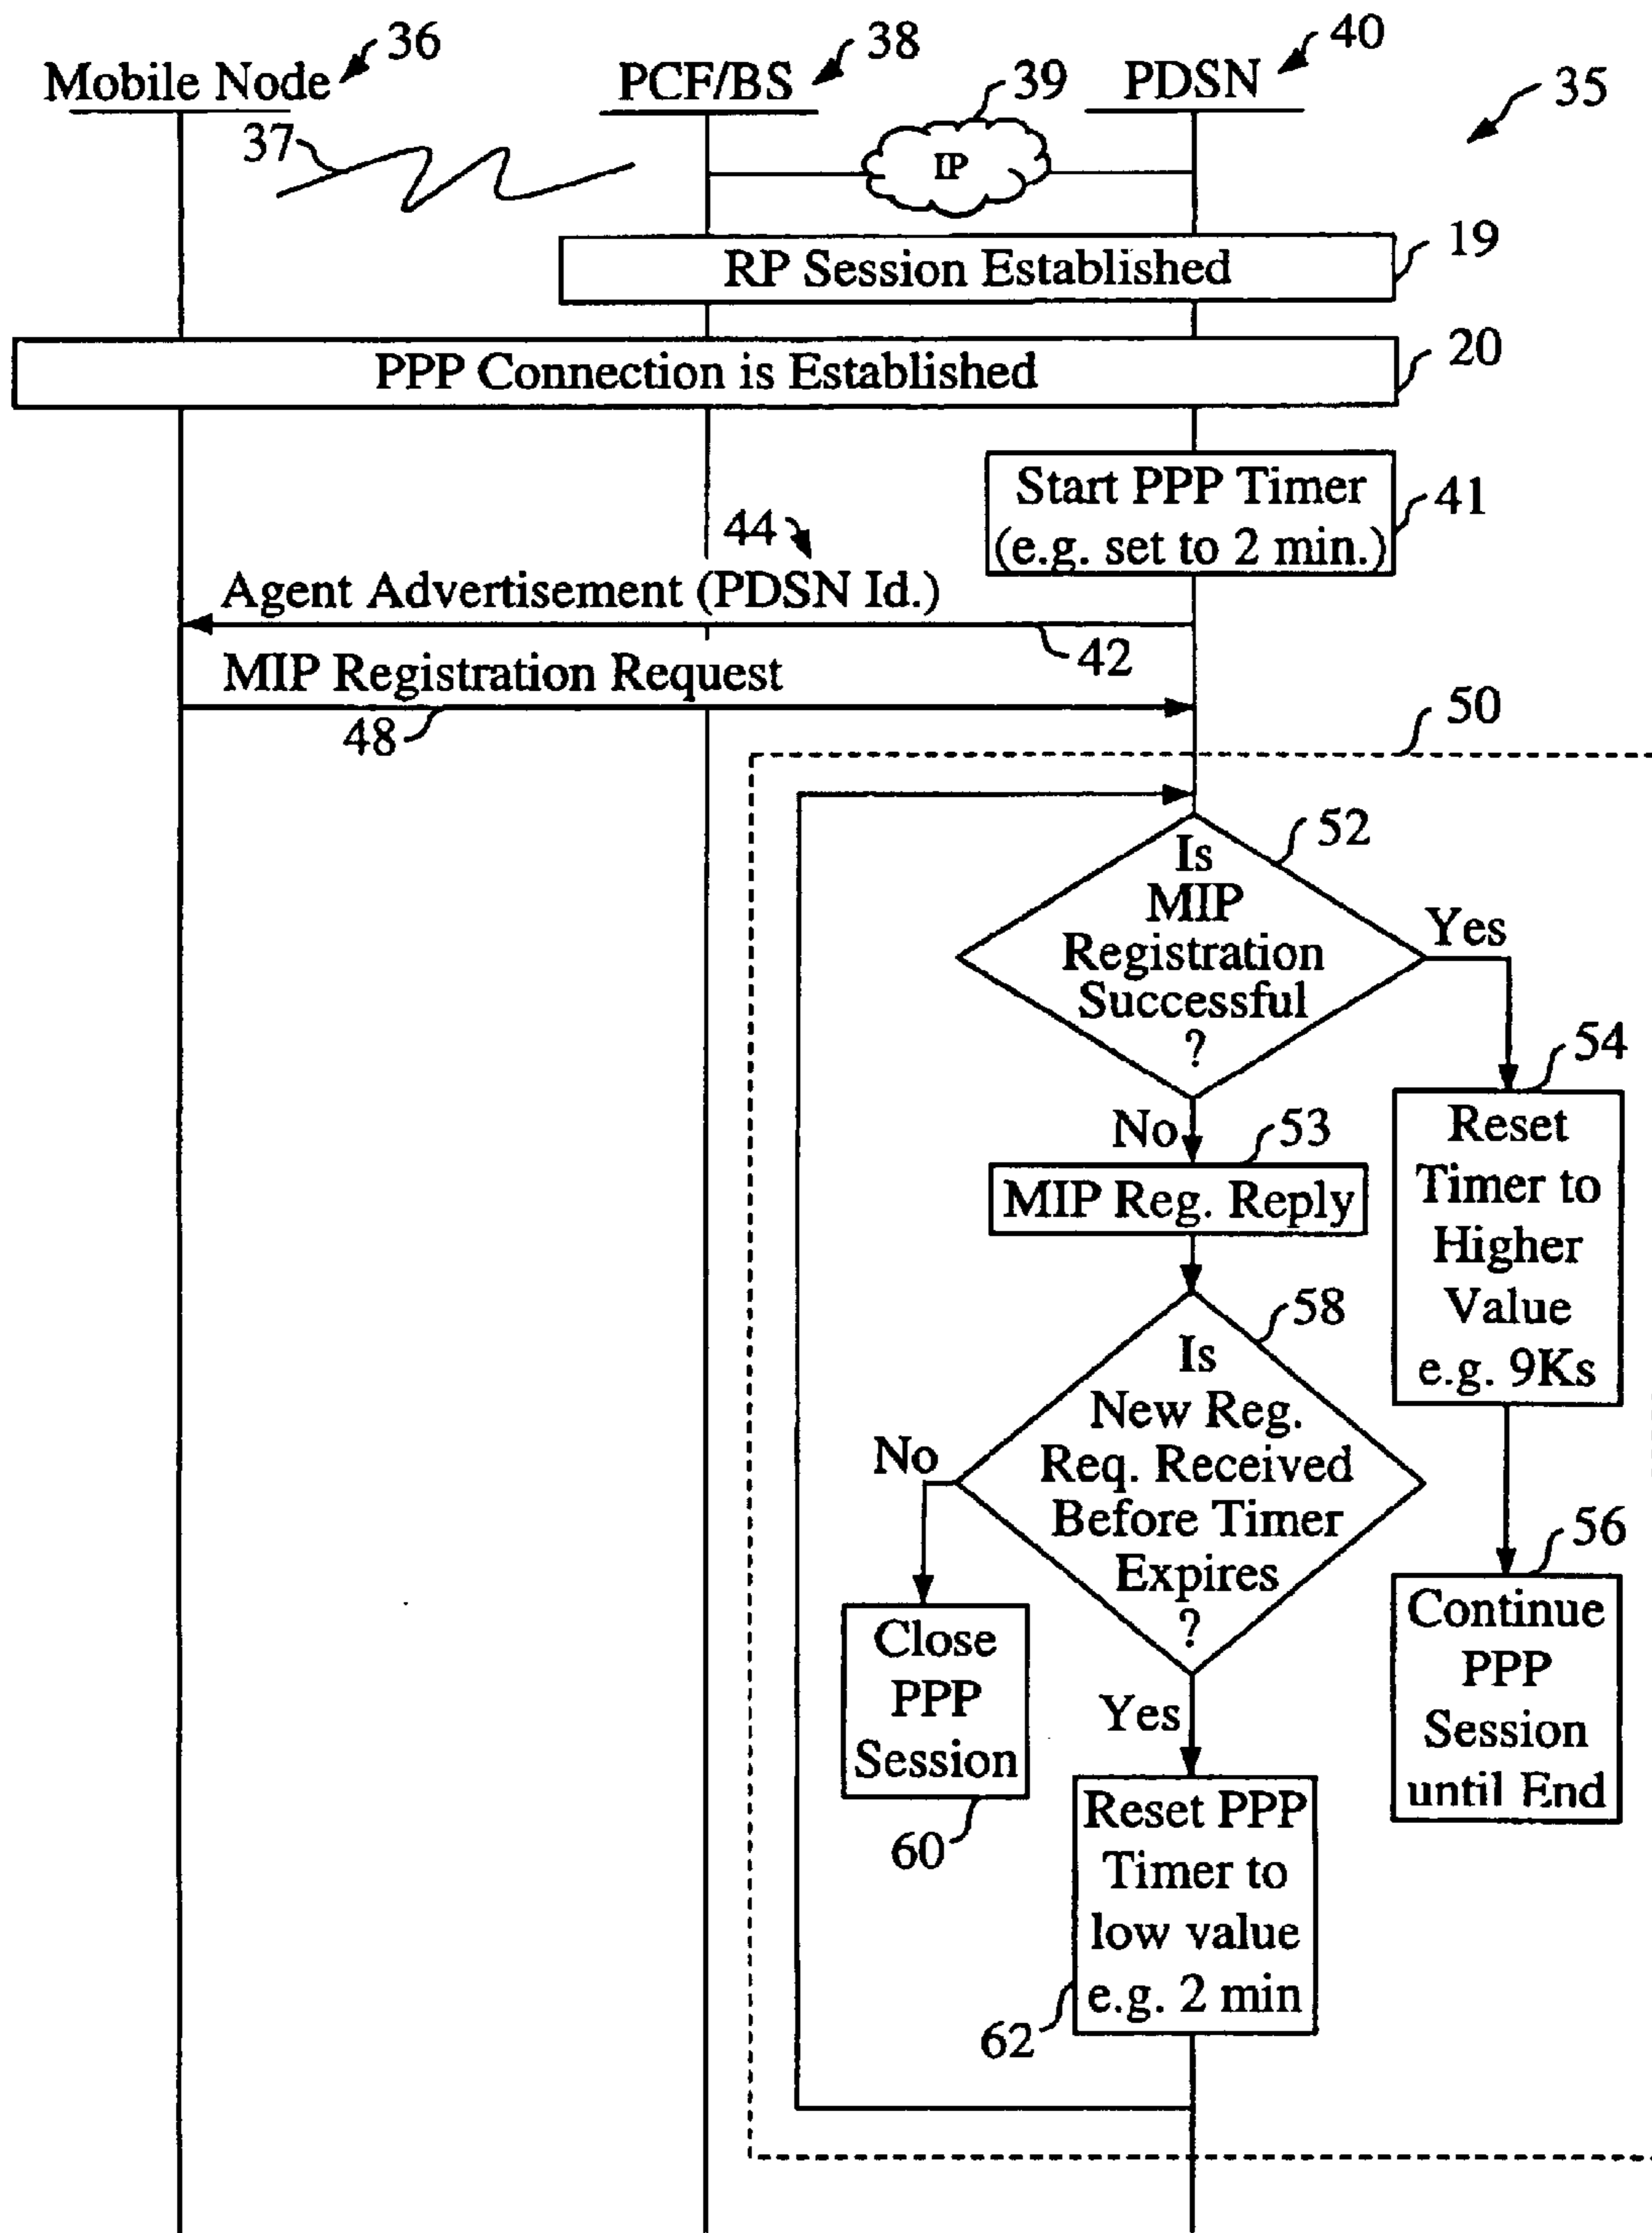 36
38
40
Mobile Node
PCF/BS
PDSN
39
35
37
IP
19
RP Session Established
20
PPP Connection is Established
Start PPP Timer
(e.g. set to 2 min.)
41
44
Agent Advertisement (PDSN Id.)
42
MIP Registration Request
48
50
52
Is
MIP
Registration
Successful
?
Yes
54
No
53
MIP Reg. Reply
Reset
Timer to
Higher
Value
e.g. 9Ks
58
Is
New Reg.
Req. Received
Before Timer
Expires
?
No
56
Close
PPP
Session
60
Yes
Continue
PPP
Session
until End
Reset PPP
Timer to
low value
e.g. 2 min
62